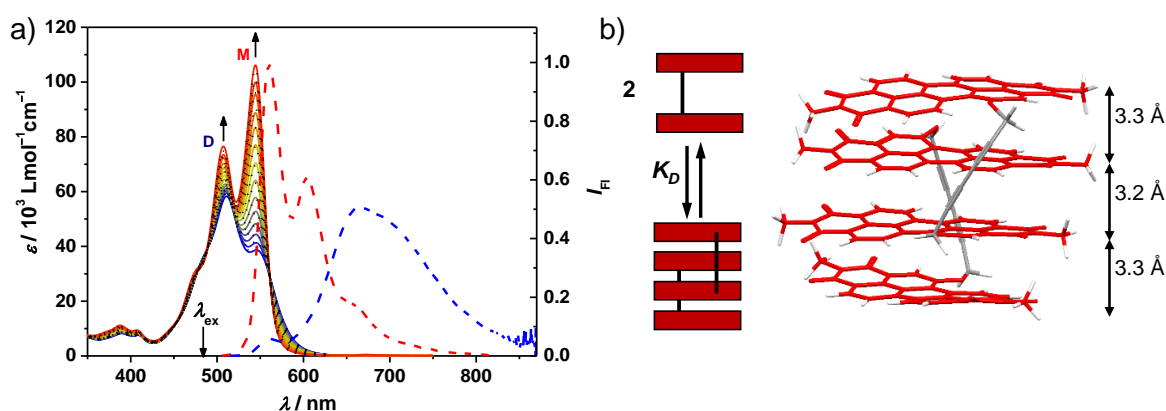 a)
120
100
80
60
40
20
0
ε / 10³ Lmol⁻¹cm⁻¹
D
M
λex
400
500
600
700
800
λ / nm
1.0
0.8
0.6
0.4
0.2
0.0
IFl
b)
2
KD
3.3 Å
3.2 Å
3.3 Å